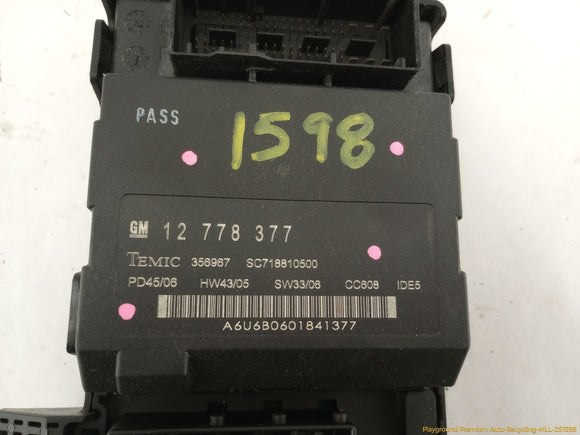 PASS
1598
GM 12 778 377
TEMIC 356967 SC718810500
PD45/06 HW43/05 SW33/06 CC608 IDE5
A6U6B0601841377
Playground Premium Auto Recycling-MLL-251598